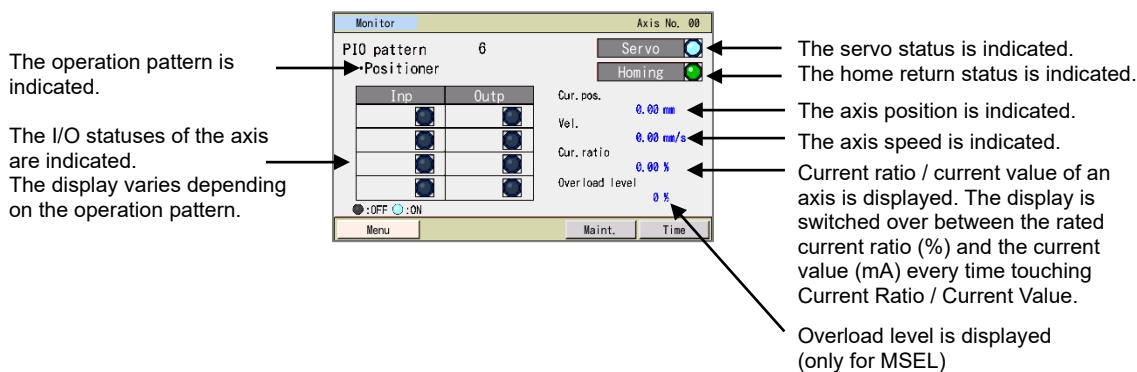 Monitor
Axis No. 00
PIO pattern 6
•Positioner
Servo
Homing
Inp Outp
Cur.pos.
0.00 mm
Vel.
0.00 mm/s
Cur.ratio
0.00 %
Overload level
0 %
:OFF :ON
Menu
Maint.
Time
The operation pattern is
indicated.
The I/O statuses of the axis
are indicated.
The display varies depending
on the operation pattern.
The servo status is indicated.
The home return status is indicated.
The axis position is indicated.
The axis speed is indicated.
Current ratio / current value of an
axis is displayed. The display is
switched over between the rated
current ratio (%) and the current
value (mA) every time touching
Current Ratio / Current Value.
Overload level is displayed
(only for MSEL)